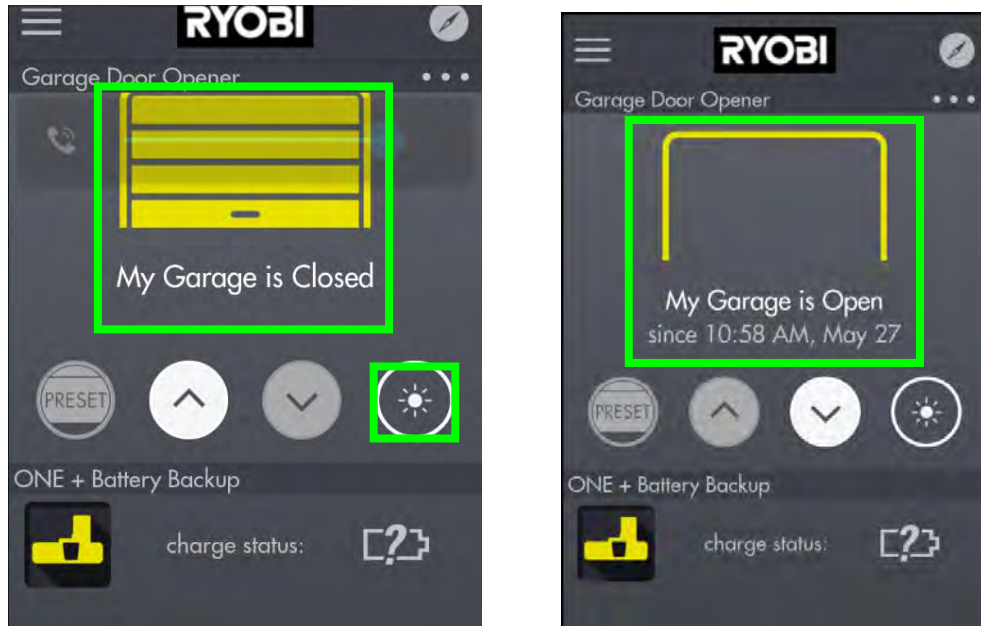 RYOBI
Garage Door Opener
My Garage is Closed
PRESET
ONE + Battery Backup
charge status:
?
RYOBI
Garage Door Opener
My Garage is Open
since 10:58 AM, May 27
PRESET
ONE + Battery Backup
charge status:
?